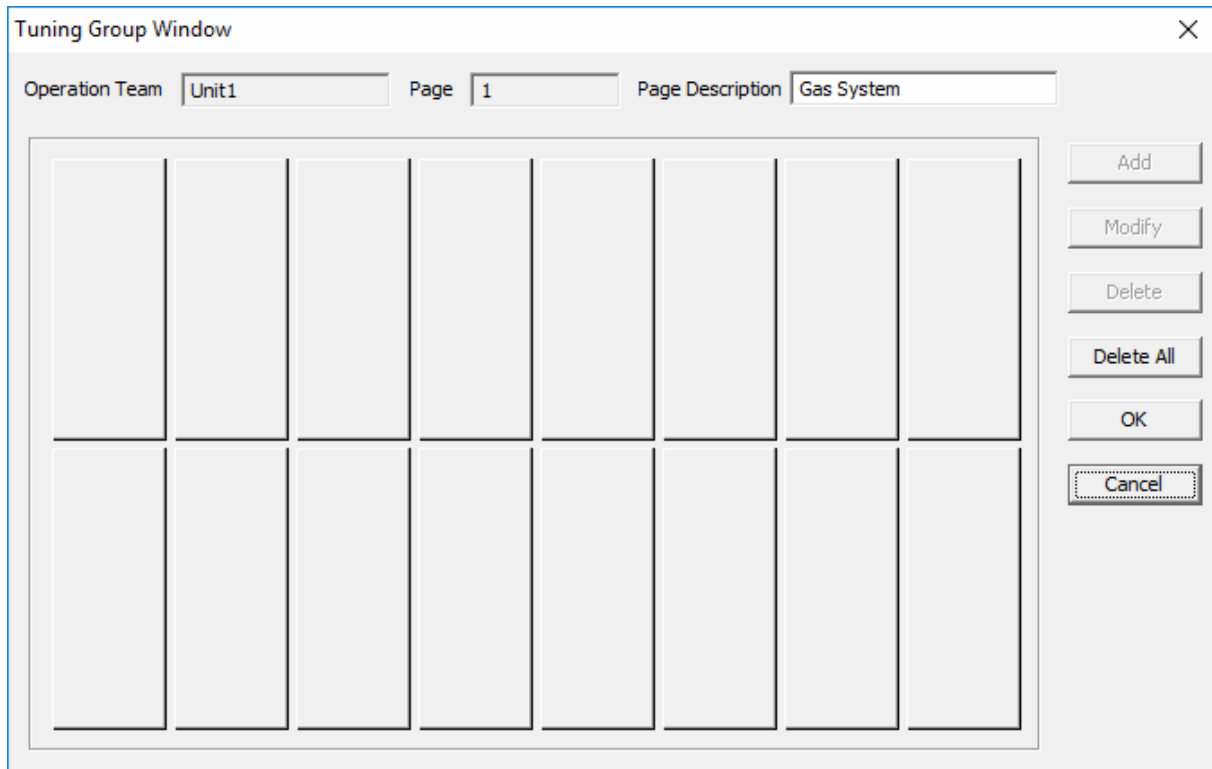 Tuning Group Window
Operation Team Unit1 Page 1 Page Description Gas System
Add
Modify
Delete
Delete All
OK
Cancel